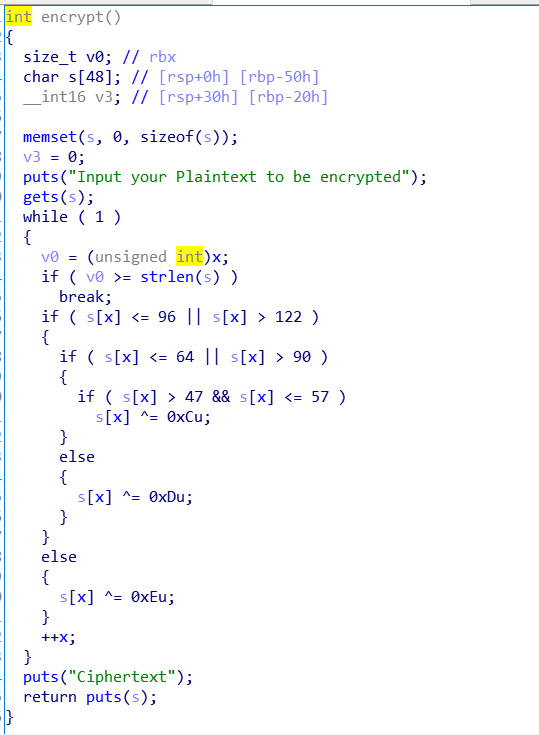 int encrypt()
{
  size_t v0; // rbx
  char s[48]; // [rsp+0h] [rbp-50h]
  __int16 v3; // [rsp+30h] [rbp-20h]

  memset(s, 0, sizeof(s));
  v3 = 0;
  puts("Input your Plaintext to be encrypted");
  gets(s);
  while ( 1 )
  {
    v0 = (unsigned int)x;
    if ( v0 >= strlen(s) )
      break;
    if ( s[x] <= 96 || s[x] > 122 )
    {
      if ( s[x] <= 64 || s[x] > 90 )
      {
        if ( s[x] > 47 && s[x] <= 57 )
          s[x] ^= 0xCu;
      }
      else
      {
        s[x] ^= 0xDu;
      }
    }
    else
    {
      s[x] ^= 0xEu;
    }
    ++x;
  }
  puts("Ciphertext");
  return puts(s);
}